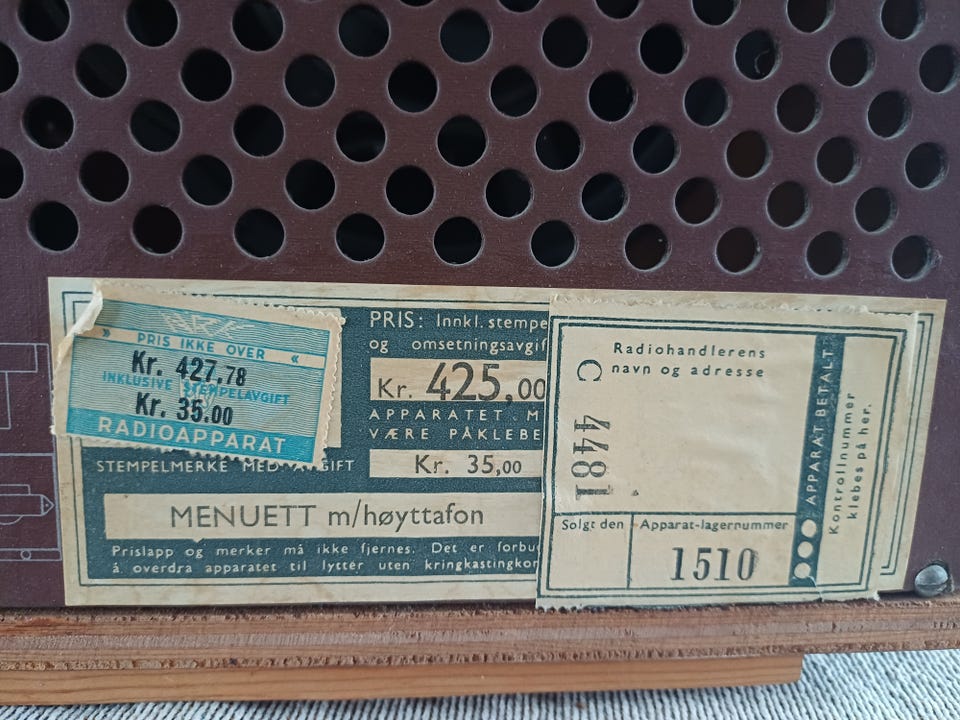 PRIS IKKE OVER
Kr. 427,78
INKLUSIVE STEMPELAVGIFT
Kr. 35.00
RADIOAPPARAT
PRIS: Innkl. stempe
og omsetningsavgif
Kr. 425,00
APPARATET M
VÆRE PÅKLEBE
STEMPELMERKE MED AVGIFT
Kr. 35,00
MENUETT m/høyttafon
Prislapp og merker må ikke fjernes. Det er forbu
å overdra apparatet til lytter uten kringkastingkon
Radiohandlerens
navn og adresse
C 4481
Solgt den
Apparat-lagernummer
1510
APPARAT BETALT
Kontrollnummer
klebes på her.